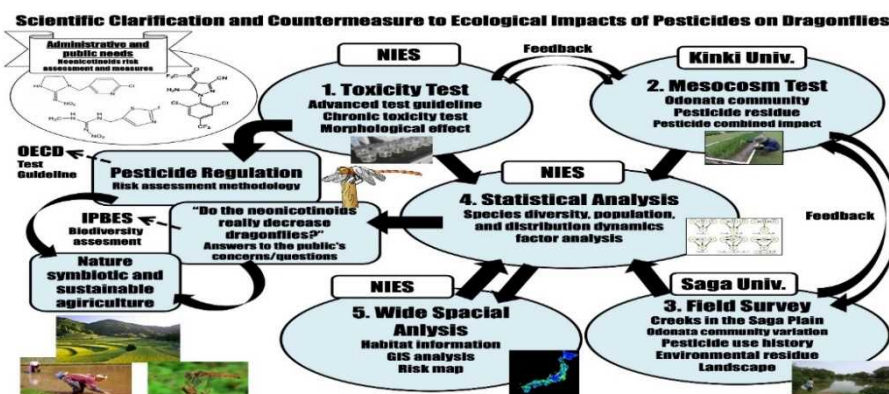 Scientific Clarification and Countermeasure to Ecological Impacts of Pesticides on Dragonflies
Administrative and
public needs
Neonicotinoids risk
assessment and measures
NIES
1. Toxicity Test
Advanced test guideline
Chronic toxicity test
Morphological effect
Feedback
Kinki Univ.
2. Mesocosm Test
Odonata community
Pesticide residue
Pesticide combined impact
OECD
Test
Guideline
Pesticide Regulation
Risk assessment methodology
NIES
4. Statistical Analysis
Species diversity, population,
and distribution dynamics
factor analysis
Feedback
IPBES
Biodiversity
assesment
"Do the neonicotinoids
really decrease
dragonflies?"
Answers to the public's
concerns/questions
Nature
symbiotic and
sustainable
agiriculture
NIES
5. Wide Spacial
Anlysis
Habitat information
GIS analysis
Risk map
Saga Univ.
3. Field Survey
Creeks in the Saga Plain
Odonata community variation
Pesticide use history
Environmental residue
Landscape